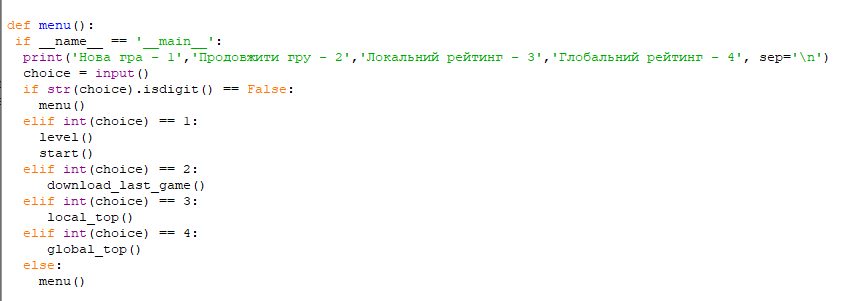 def menu():
 if __name__ == '__main__':
  print('Нова гра - 1','Продовжити гру - 2','Локальний рейтинг - 3','Глобальний рейтинг - 4', sep='\n')
  choice = input()
  if str(choice).isdigit() == False:
    menu()
  elif int(choice) == 1:
    level()
    start()
  elif int(choice) == 2:
     download_last_game()
  elif int(choice) == 3:
     local_top()
  elif int(choice) == 4:
     global_top()
  else:
    menu()